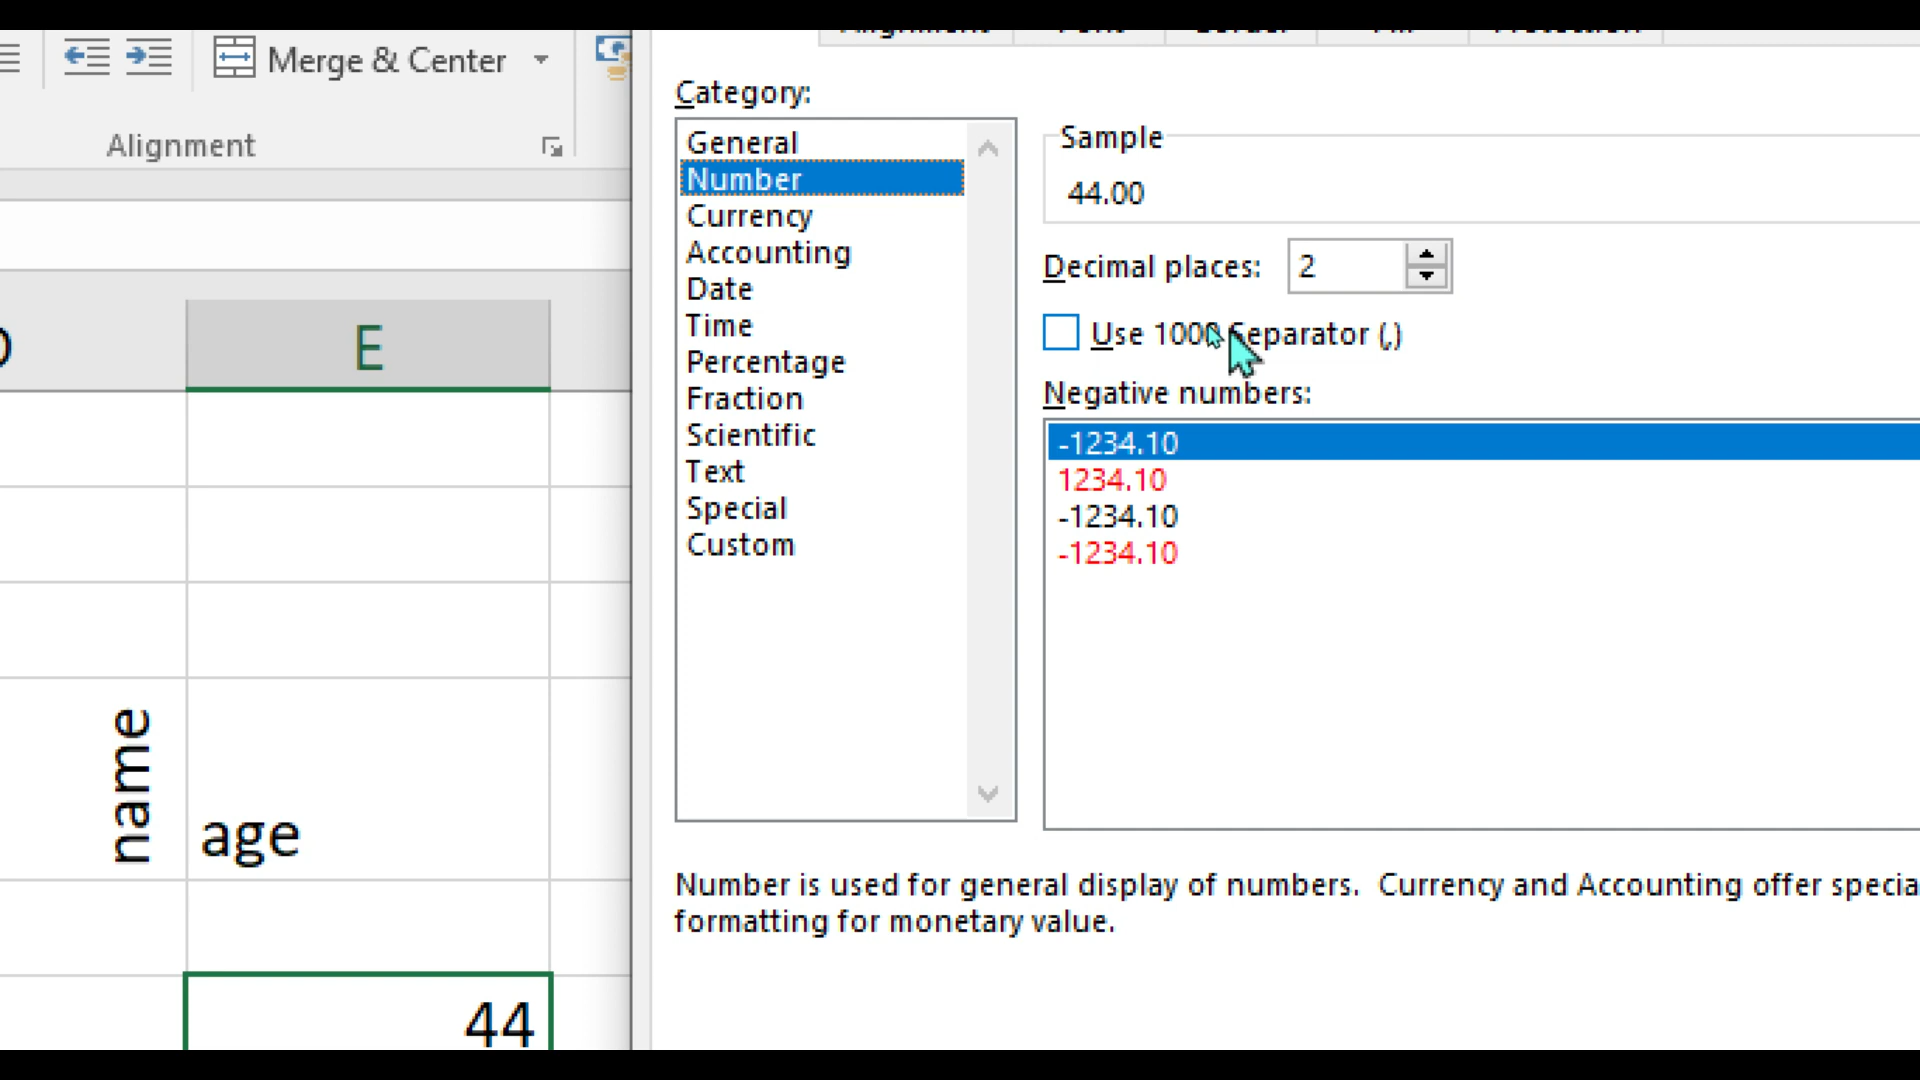 Merge & Center
Alignment
Category:
General
Number
Currency
Accounting
Date
Time
Percentage
Fraction
Scientific
Text
Special
Custom
Sample
44.00
Decimal places: 2
Use 1000 Separator (,)
Negative numbers:
-1234.10
1234.10
-1234.10
-1234.10
Number is used for general display of numbers. Currency and Accounting offer specia
formatting for monetary value.
E
name
age
44